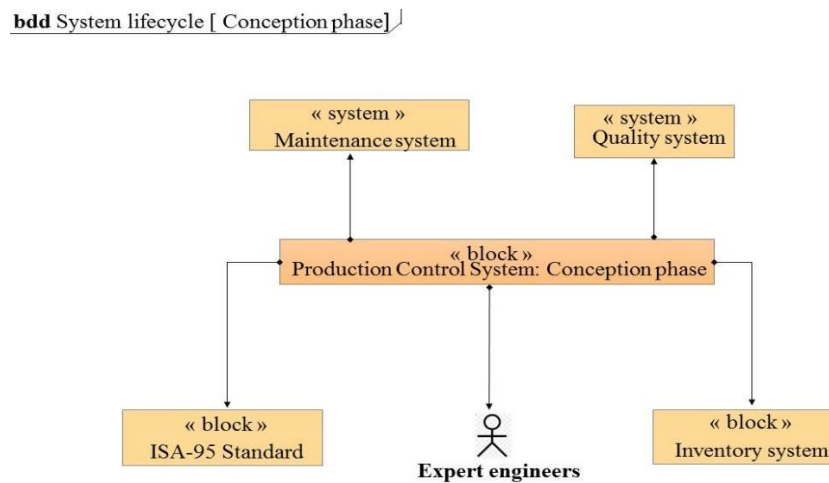 bdd System lifecycle [ Conception phase]
« system »
Maintenance system
« system »
Quality system
« block »
Production Control System: Conception phase
« block »
ISA-95 Standard
Expert engineers
« block »
Inventory system